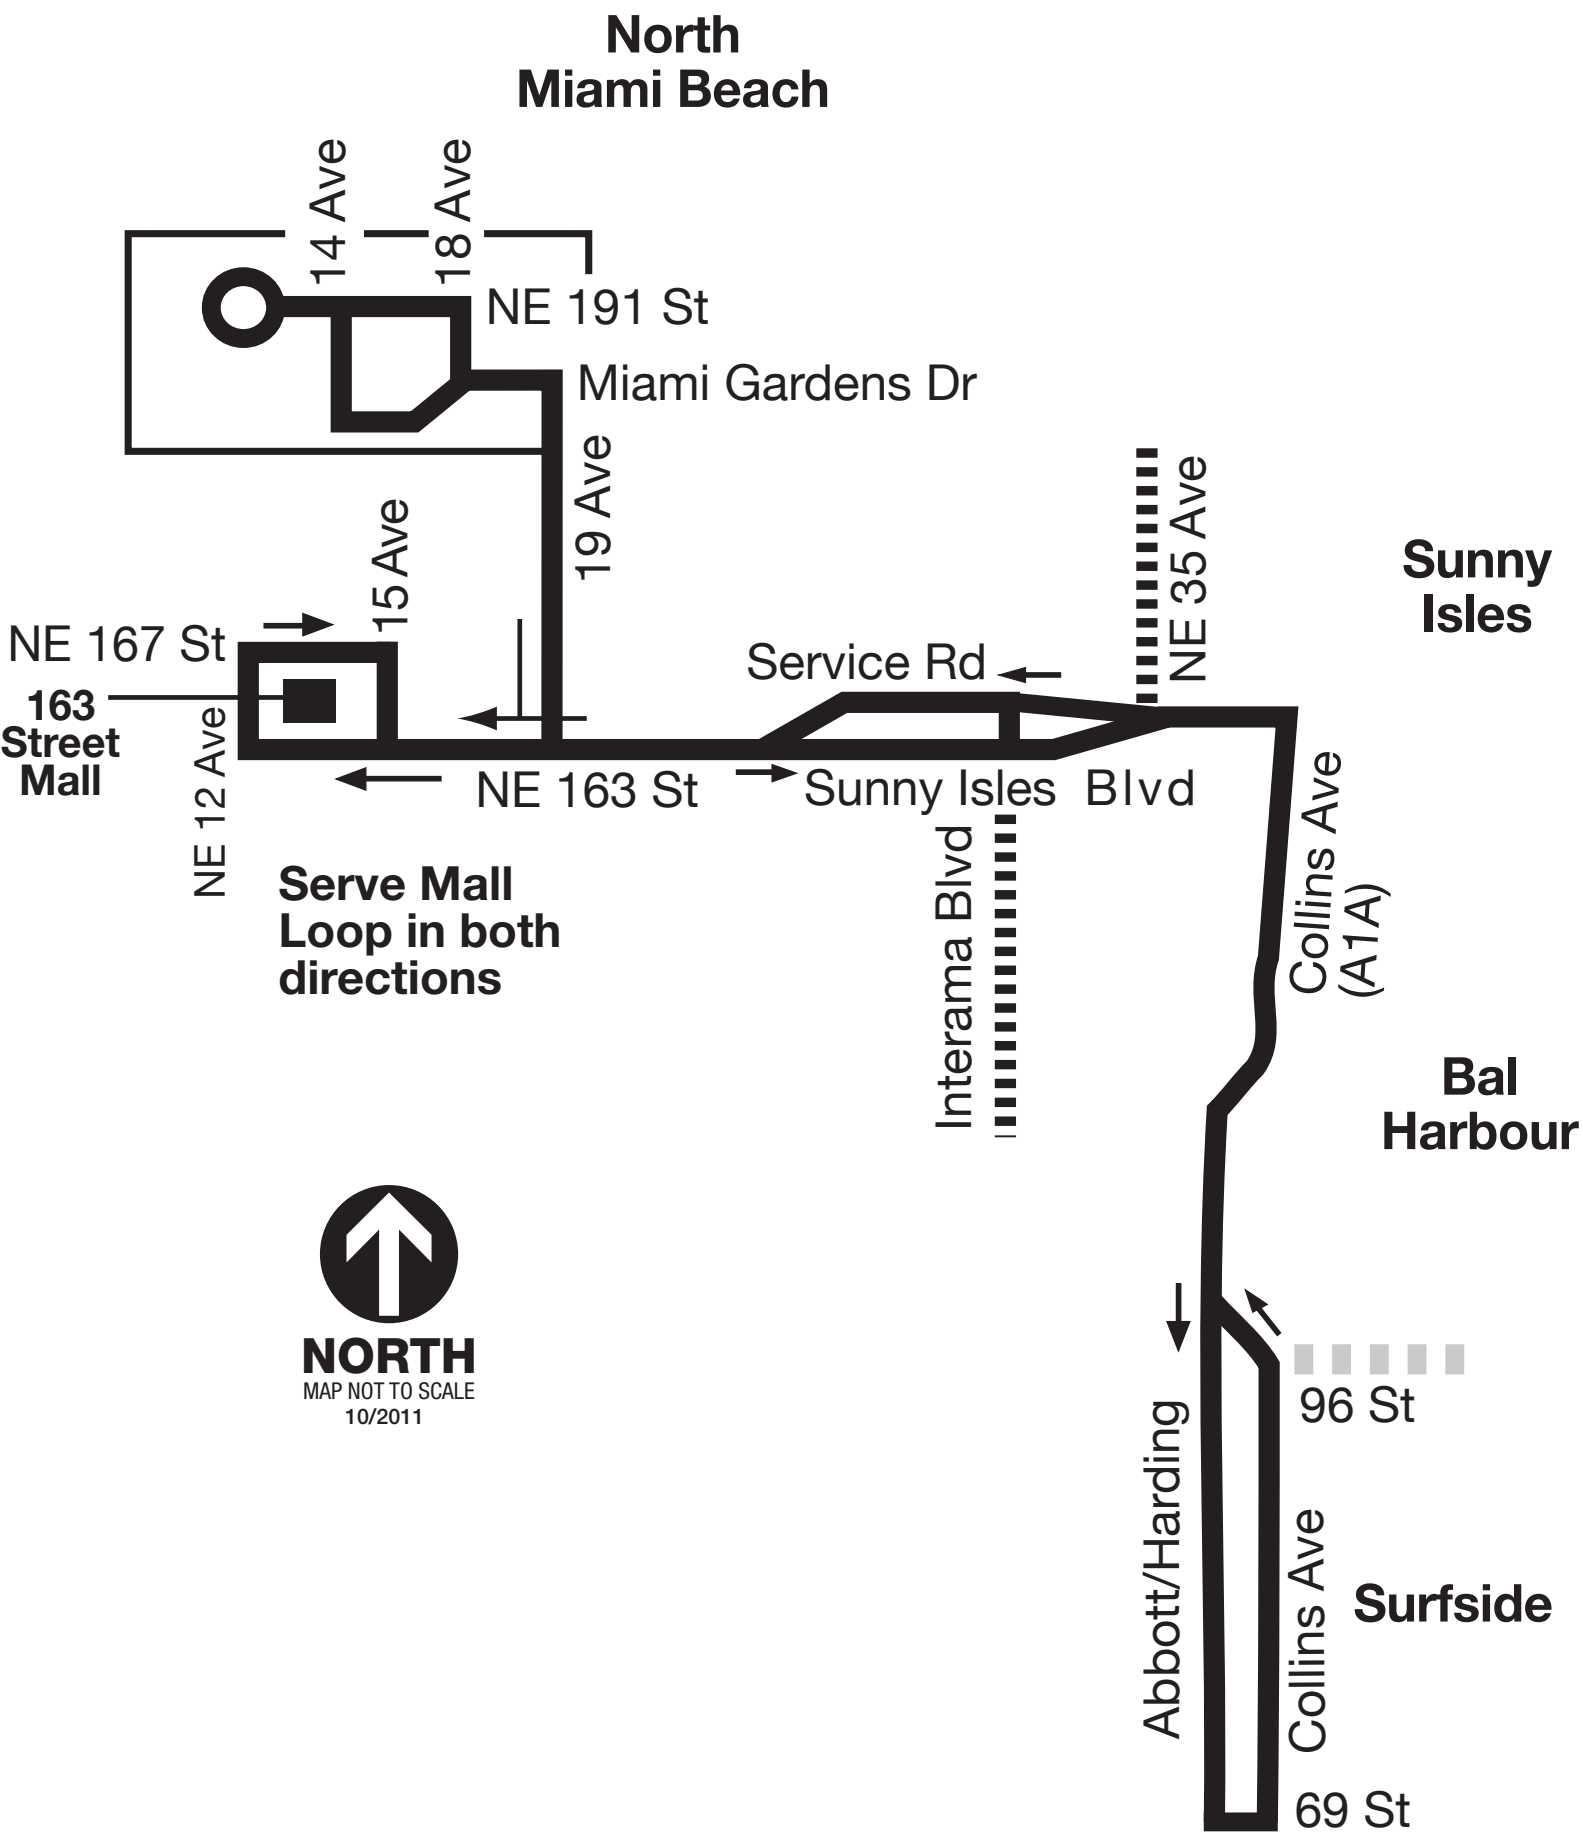 North
Miami Beach
14 Ave
18 Ave
NE 191 St
Miami Gardens Dr
19 Ave
15 Ave
NE 35 Ave
Sunny
Isles
NE 167 St
163
Street
Mall
NE 12 Ave
Service Rd
NE 163 St
Sunny Isles Blvd
Serve Mall
Loop in both
directions
Interama Blvd
Collins Ave
(A1A)
Bal
Harbour
NORTH
MAP NOT TO SCALE
10/2011
96 St
Abbott/Harding
Collins Ave
Surfside
69 St